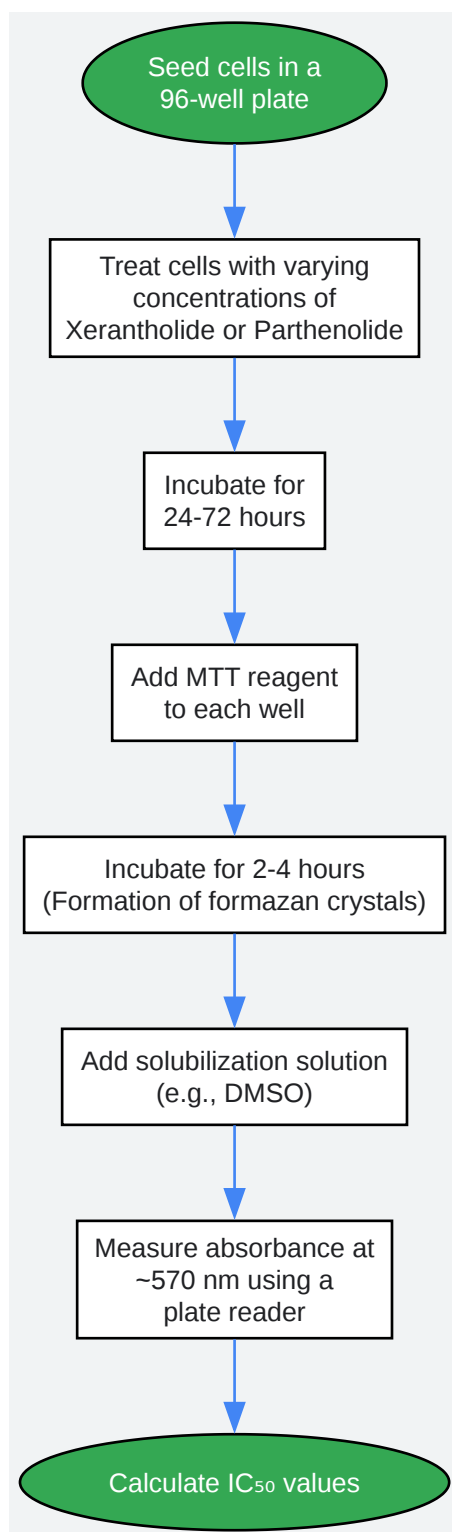 Seed cells in a
96-well plate
Treat cells with varying
concentrations of
Xerantholide or Parthenolide
Incubate for
24-72 hours
Add MTT reagent
to each well
Incubate for 2-4 hours
(Formation of formazan crystals)
Add solubilization solution
(e.g., DMSO)
Measure absorbance at
~570 nm using a
plate reader
Calculate IC₅₀ values